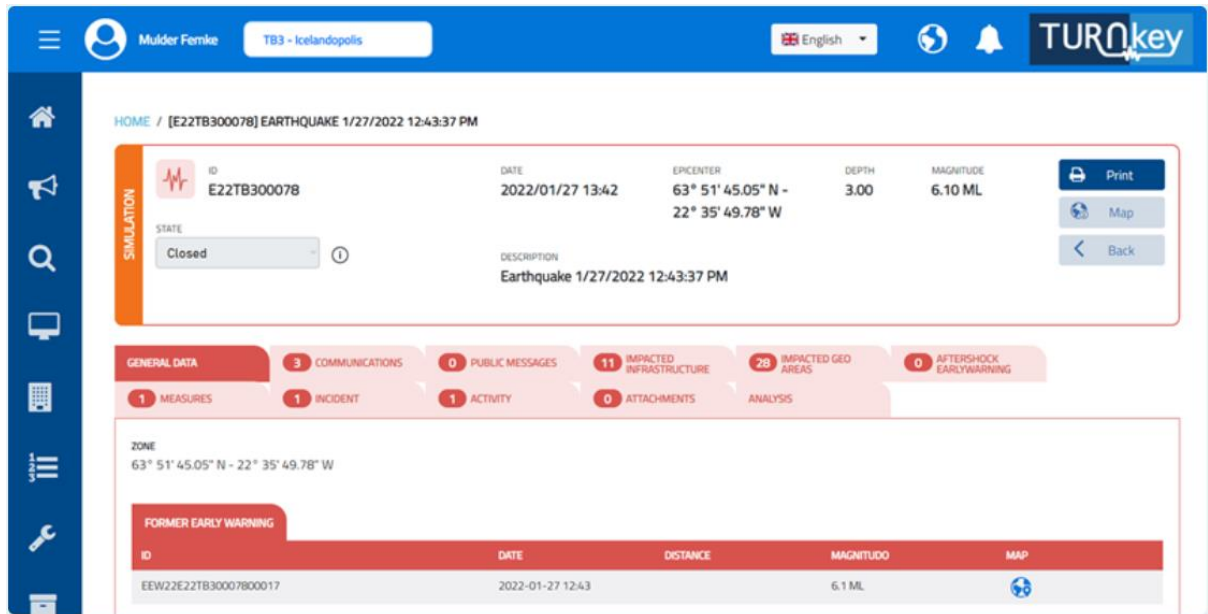 Mulder Femke
TB3 - Icelandopolis
English
TURNkey
HOME / [E22TB300078] EARTHQUAKE 1/27/2022 12:43:37 PM
SIMULATION
ID
E22TB300078
DATE
2022/01/27 13:42
EPICENTER
63° 51' 45.05" N -
22° 35' 49.78" W
DEPTH
3.00
MAGNITUDE
6.10 ML
Print
Map
Back
STATE
Closed
DESCRIPTION
Earthquake 1/27/2022 12:43:37 PM
GENERAL DATA
3 COMMUNICATIONS
0 PUBLIC MESSAGES
11 IMPACTED
INFRASTRUCTURE
28 IMPACTED GEO
AREAS
0 AFTERSHOCK
EARLYWARNING
1 MEASURES
1 INCIDENT
1 ACTIVITY
0 ATTACHMENTS
ANALYSIS
ZONE
63° 51' 45.05" N - 22° 35' 49.78" W
FORMER EARLY WARNING
ID DATE DISTANCE MAGNITUDO MAP
EEW22E22TB30007800017 2022-01-27 12:43 6.1 ML